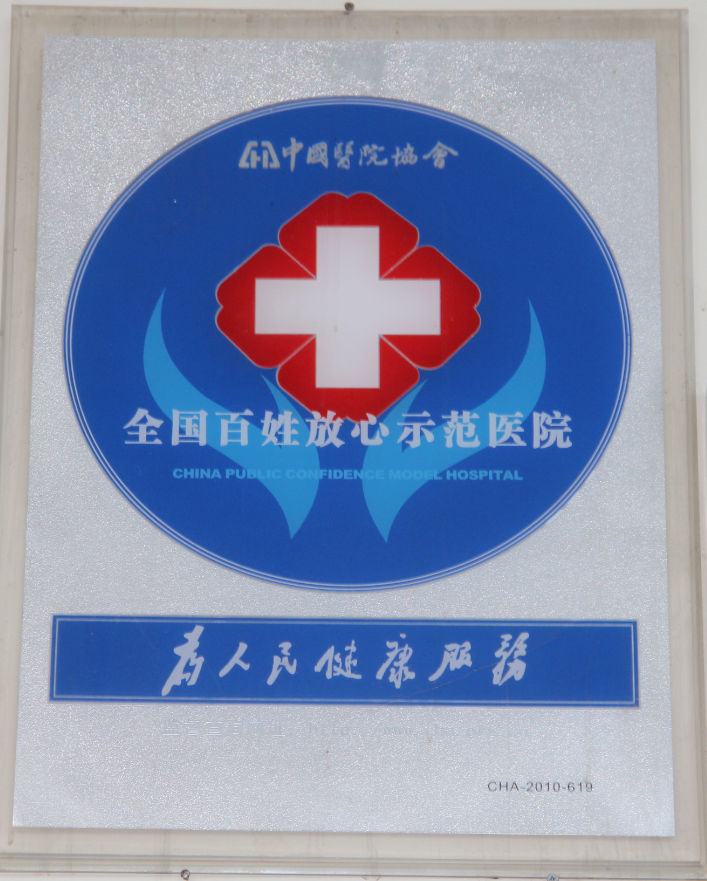 中國醫院協會
全国百姓放心示范医院
CHINA PUBLIC CONFIDENCE MODEL HOSPITAL
为人民健康服務
CHA-2010-619